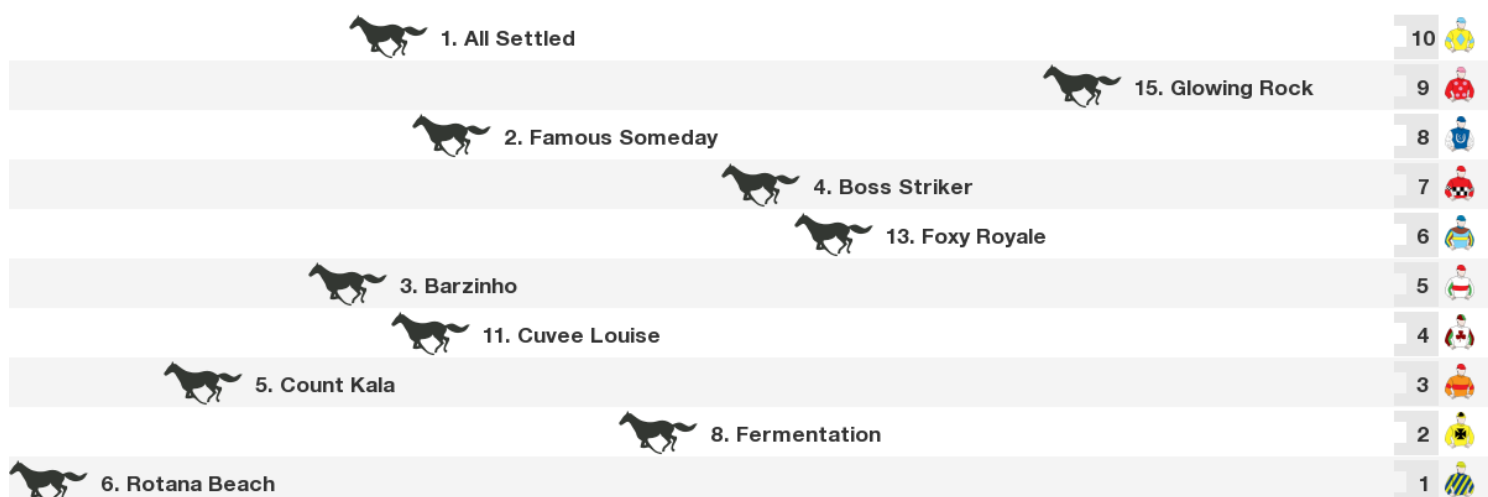 1. All Settled 10
15. Glowing Rock 9
2. Famous Someday 8
4. Boss Striker 7
13. Foxy Royale 6
3. Barzinho 5
11. Cuvee Louise 4
5. Count Kala 3
8. Fermentation 2
6. Rotana Beach 1